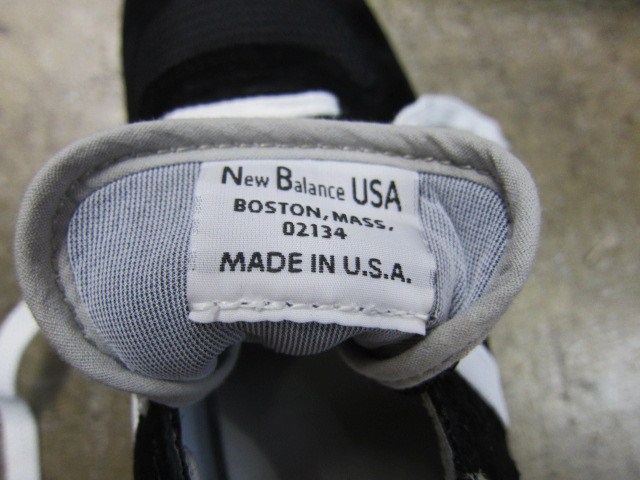 New Balance USA
BOSTON, MASS.
02134
MADE IN U.S.A.